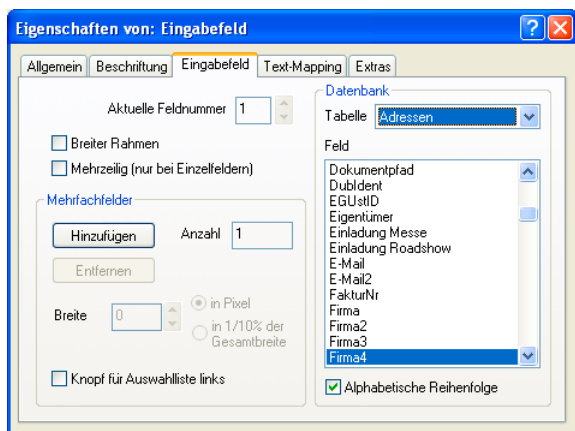 Eigenschaften von: Eingabefeld
Allgemein
Beschriftung
Eingabefeld
Text-Mapping
Extras
Aktuelle Feldnummer 1
Breiter Rahmen
Mehrzeilig (nur bei Einzelfeldern)
Mehrfachfelder
Hinzufügen
Anzahl 1
Entfernen
Breite 0
in Pixel
in 1/10% der
Gesamtbreite
Knopf für Auswahlliste links
Datenbank
Tabelle Adressen
Feld
Dokumentpfad
DubIdent
EGUstID
Eigentümer
Einladung Messe
Einladung Roadshow
E-Mail
E-Mail2
FakturNr
Firma
Firma2
Firma3
Firma4
Alphabetische Reihenfolge